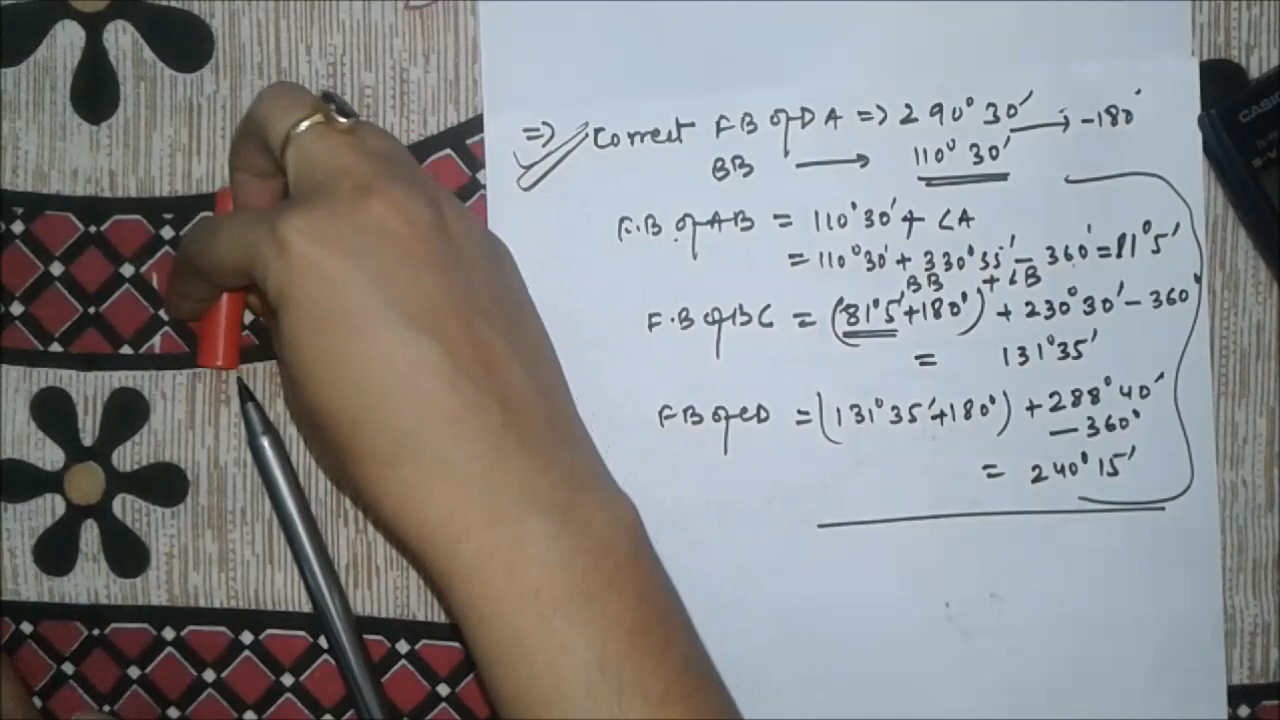 => Correct FB of DA => 290°30' → -180°
BB → 110°30'
F.B of AB = 110°30' + ∠A
= 110°30' + 330°35' - 360° = 81°5'
BB + ∠B
F.B of BC = (81°5' + 180°) + 230°30' - 360°
= 131°35'
FB of CD = (131°35' + 180°) + 288°40'
- 360°
= 240°15'
CASIO